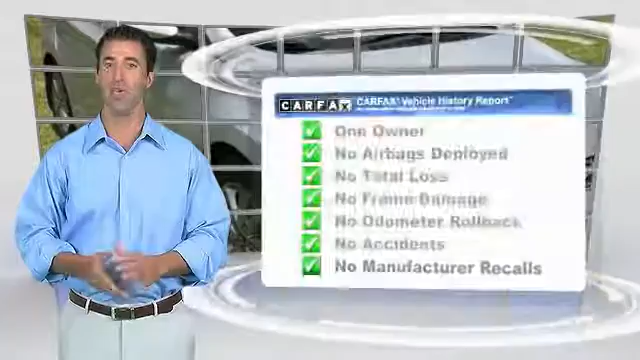 CARFAX CARFAX Vehicle History Report™
One Owner
No Airbags Deployed
No Total Loss
No Frame Damage
No Odometer Rollback
No Accidents
No Manufacturer Recalls